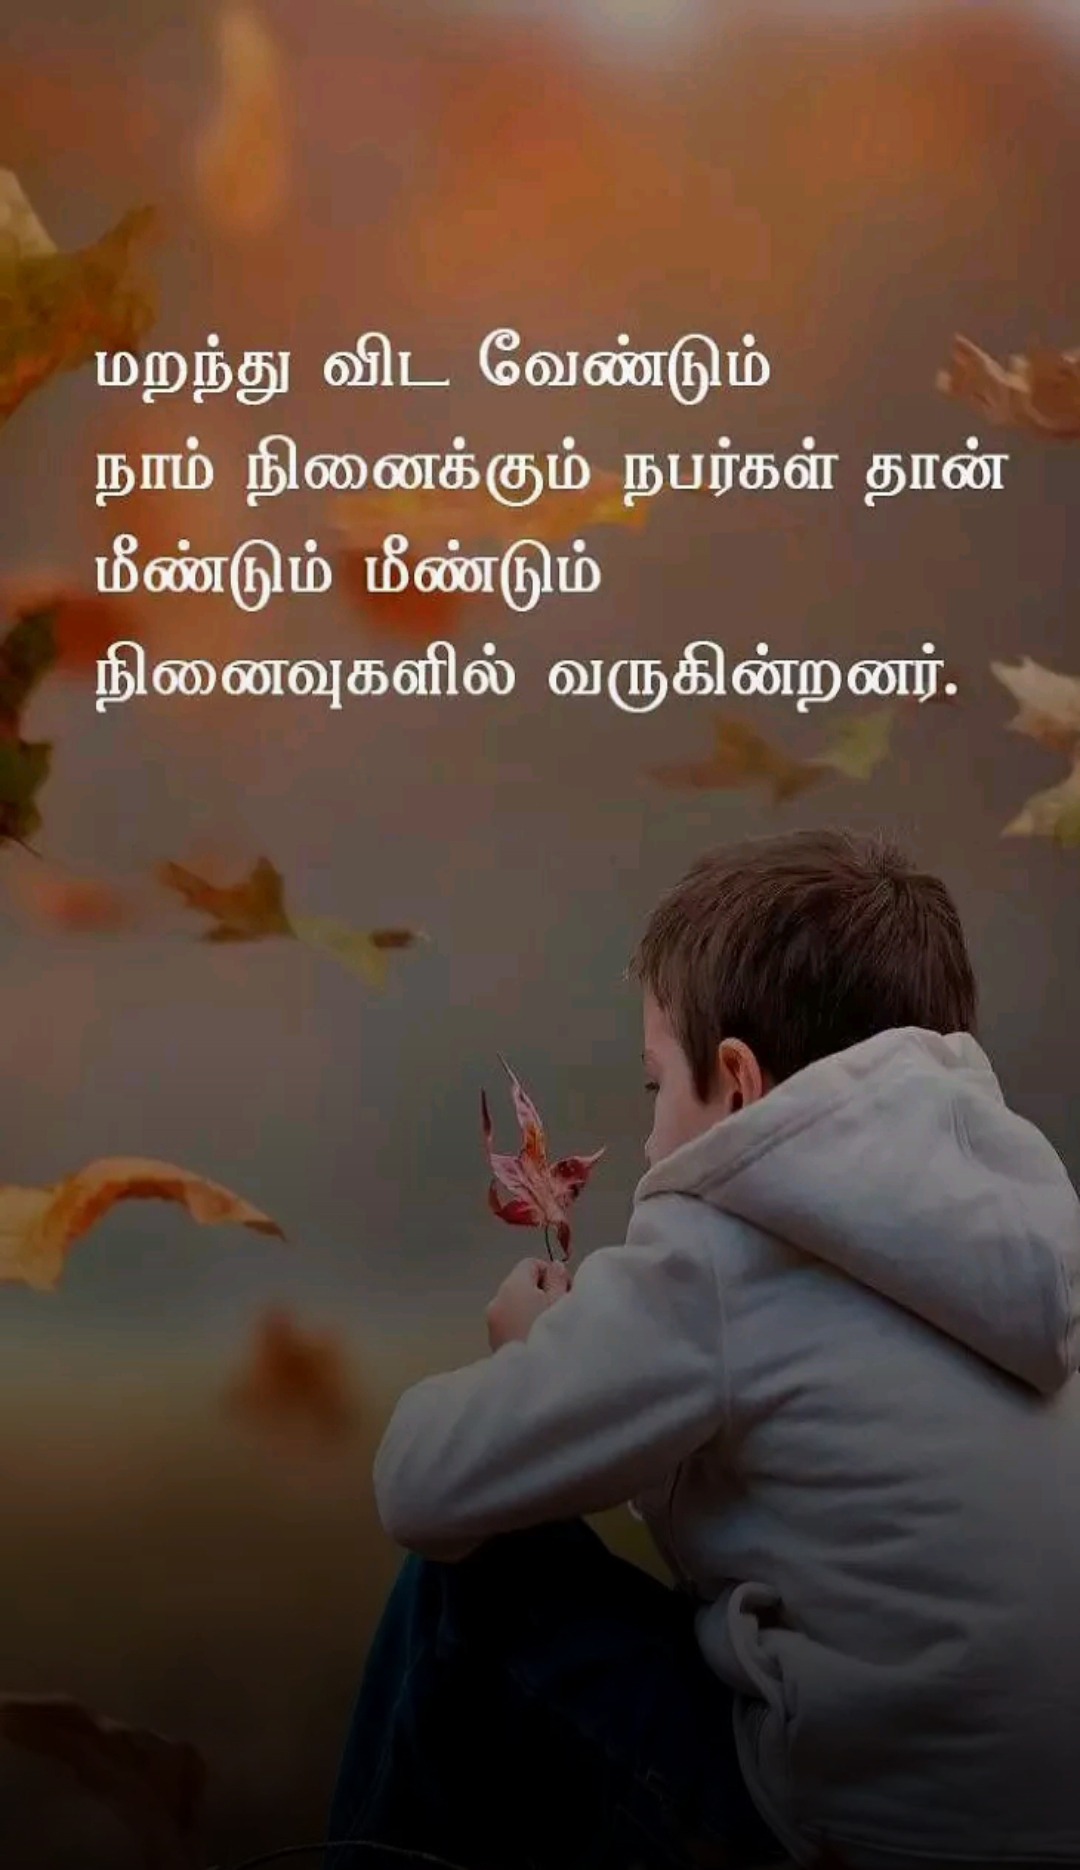 மறந்து விட வேண்டும்
நாம் நினைக்கும் நபர்கள் தான்
மீண்டும் மீண்டும்
நினைவுகளில் வருகின்றனர்.